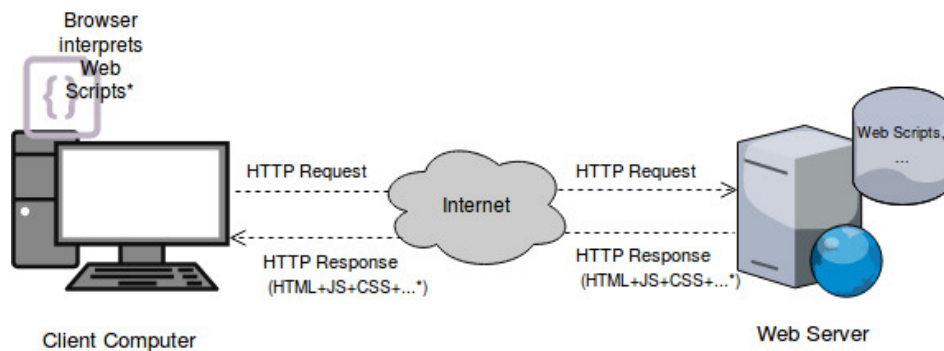 Browser
interprets
Web
Scripts*
{}
HTTP Request
HTTP Response
(HTML+JS+CSS+...*)
Client Computer
Internet
HTTP Request
HTTP Response
(HTML+JS+CSS+...*)
Web Scripts,
...
Web Server